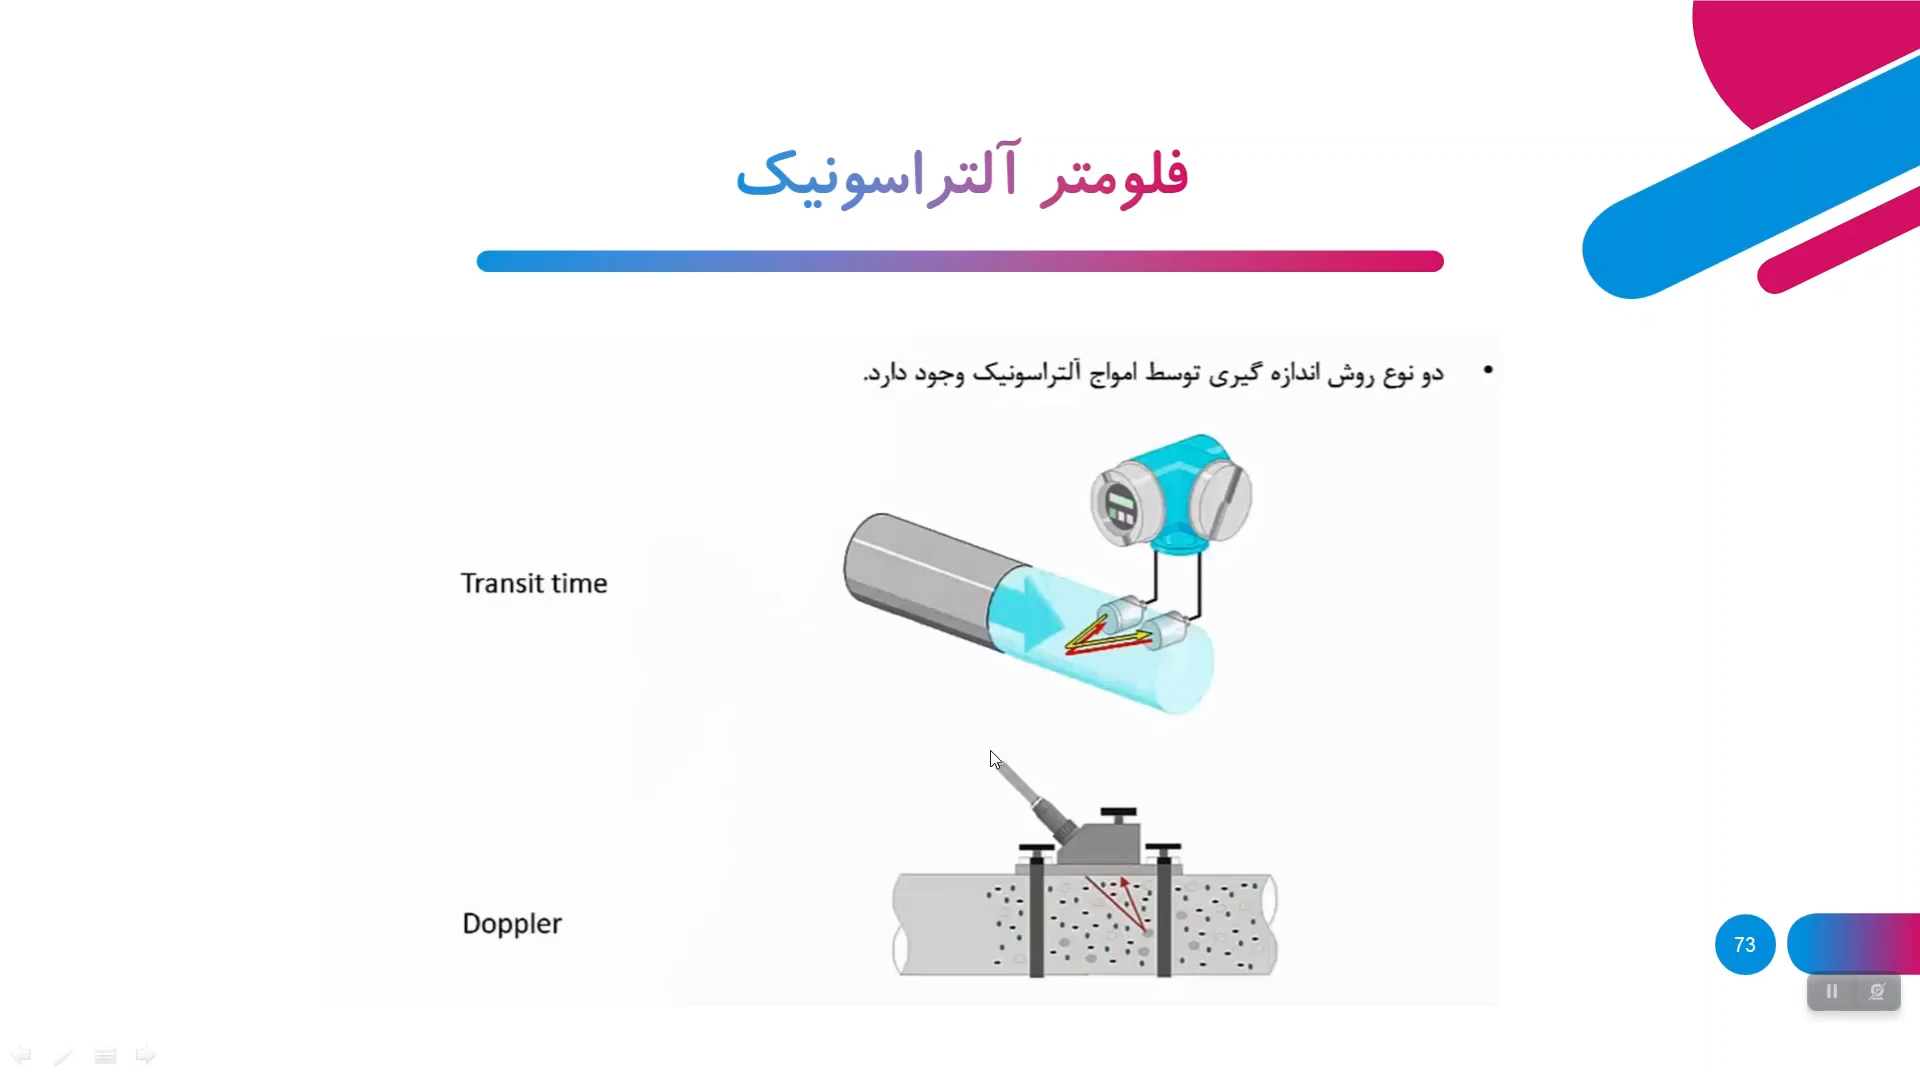 فلومتر آلتراسونیک
• دو نوع روش اندازه گیری توسط امواج آلتراسونیک وجود دارد.
Transit time
Doppler
73